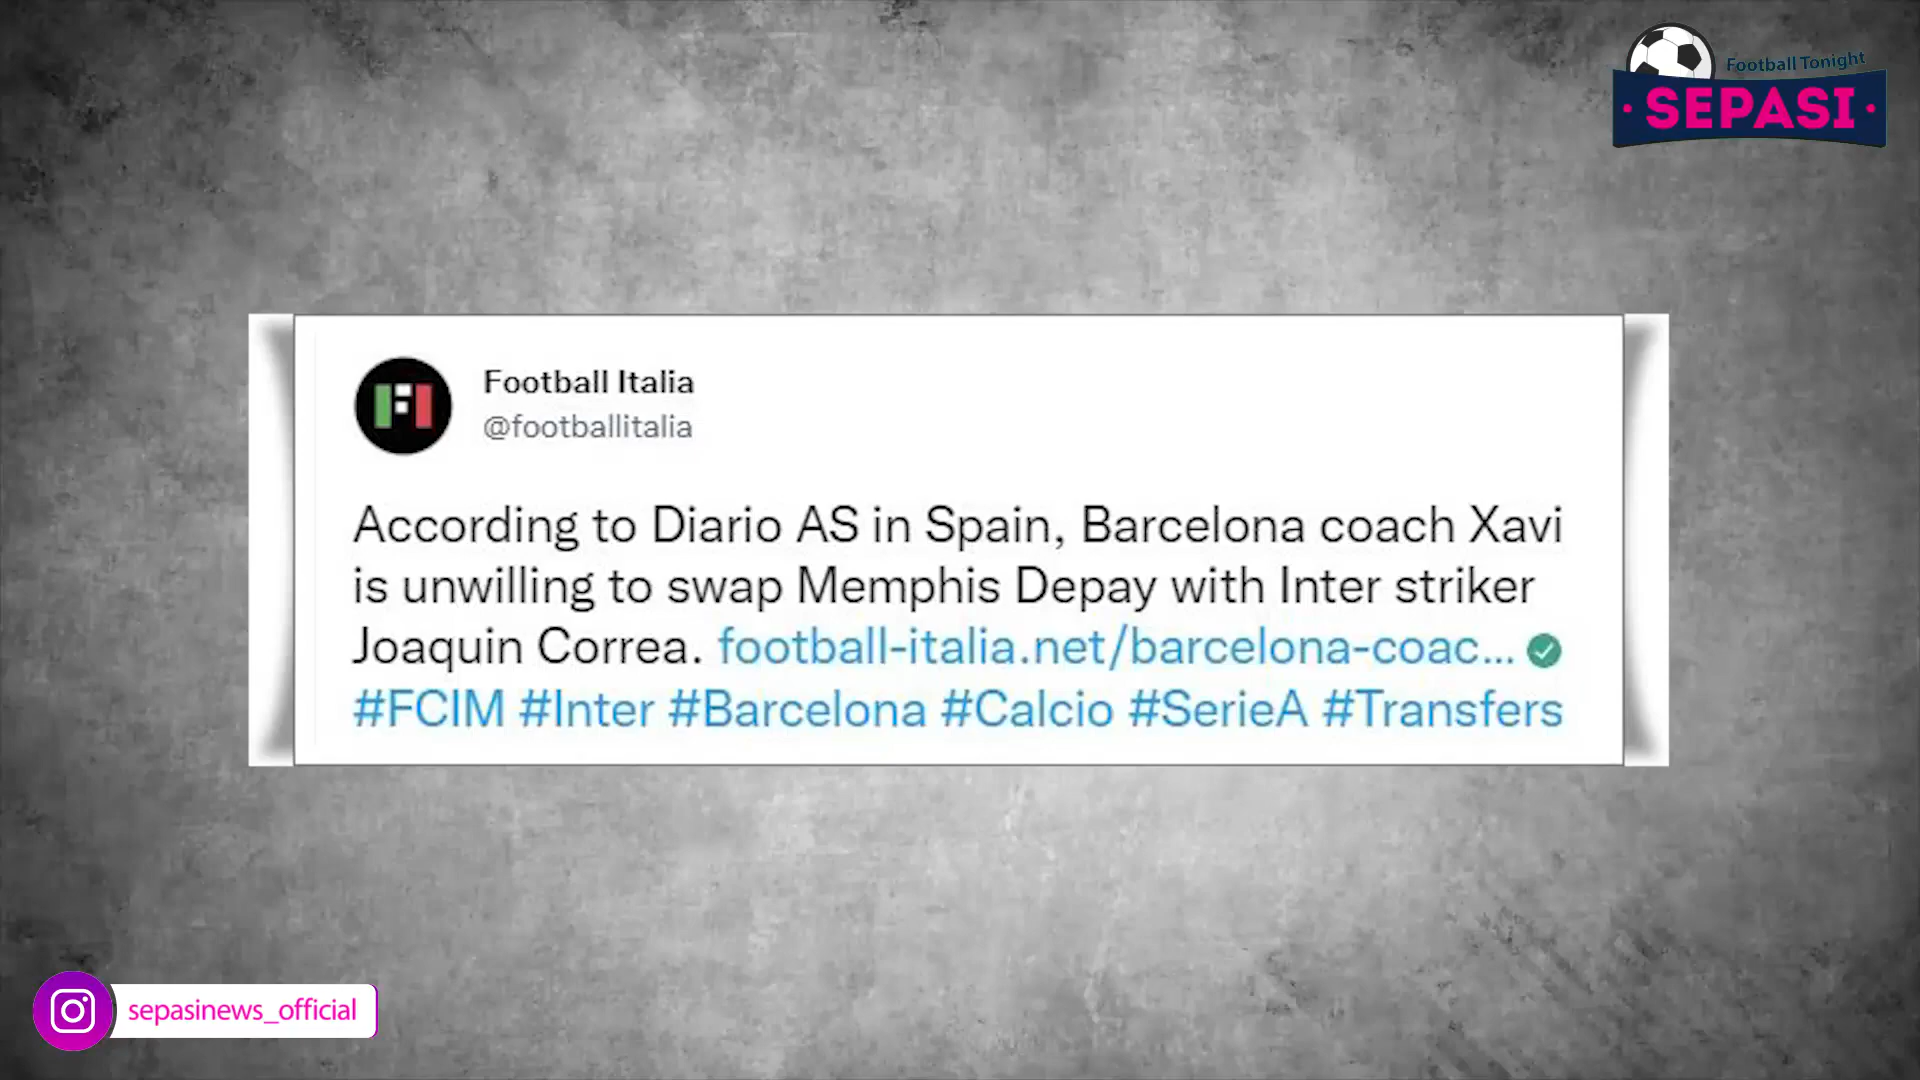 Football Tonight
SEPASI
Football Italia
@footballitalia
According to Diario AS in Spain, Barcelona coach Xavi
is unwilling to swap Memphis Depay with Inter striker
Joaquin Correa. football-italia.net/barcelona-coac...
#FCIM #Inter #Barcelona #Calcio #SerieA #Transfers
sepasinews_official